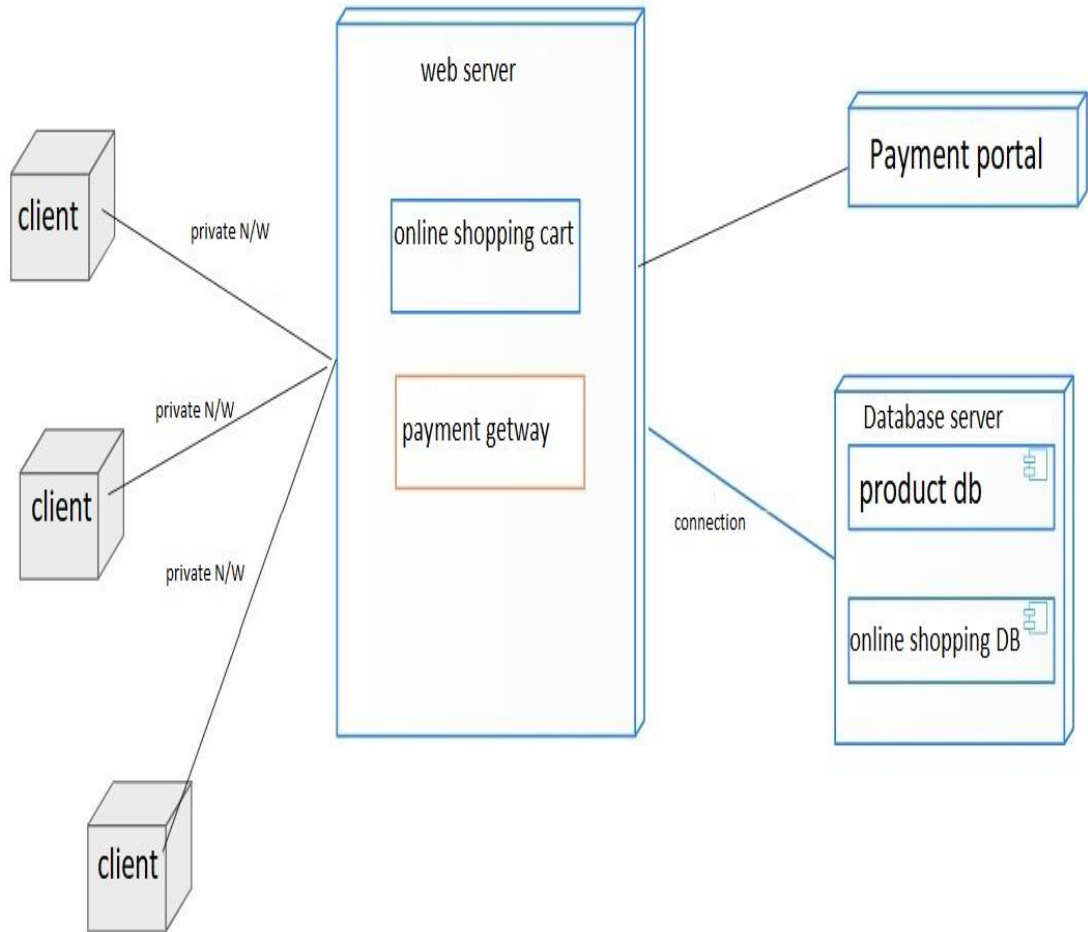 web server
Payment portal
client
private N/W
online shopping cart
private N/W
payment getway
Database server
product db
client
connection
private N/W
online shopping DB
client